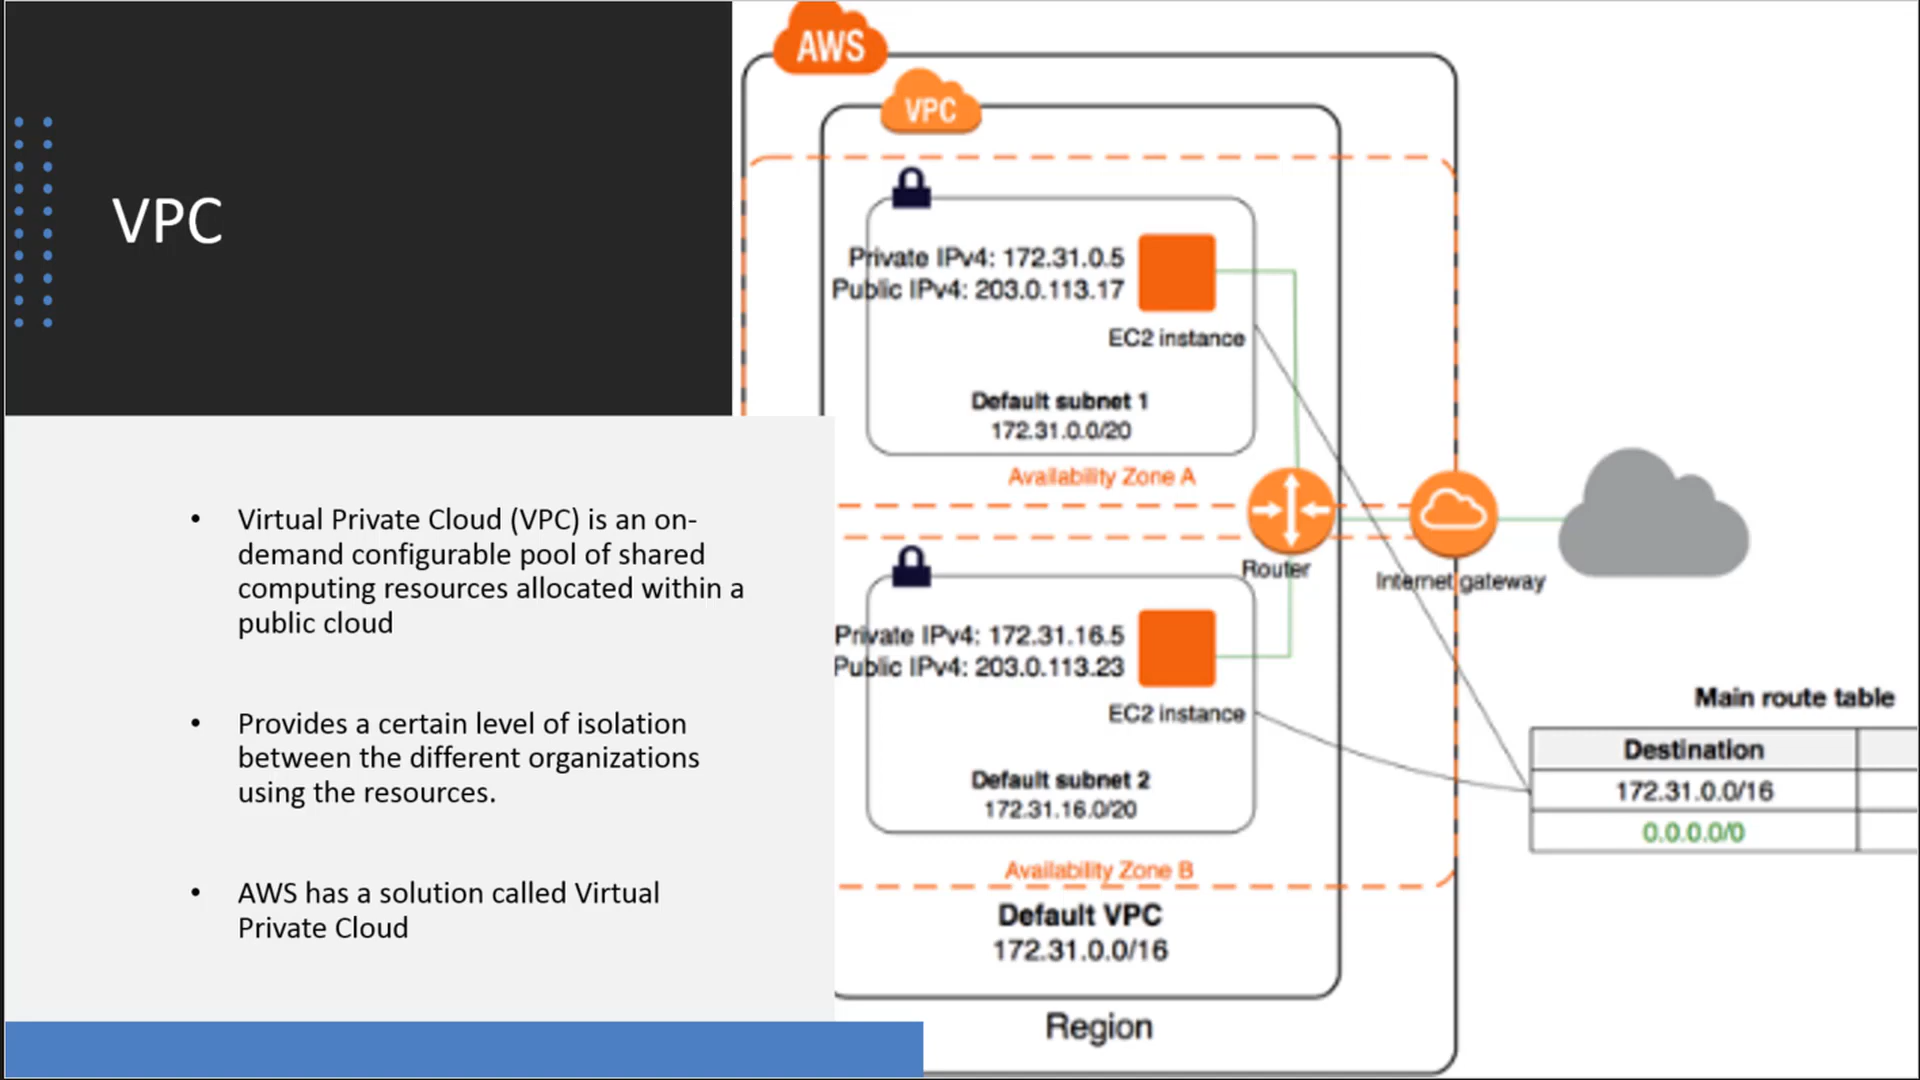 VPC
• Virtual Private Cloud (VPC) is an on-
demand configurable pool of shared
computing resources allocated within a
public cloud
• Provides a certain level of isolation
between the different organizations
using the resources.
• AWS has a solution called Virtual
Private Cloud
AWS
VPC
Private IPv4: 172.31.0.5
Public IPv4: 203.0.113.17
EC2 instance
Default subnet 1
172.31.0.0/20
Availability Zone A
Router
Internet gateway
Private IPv4: 172.31.16.5
Public IPv4: 203.0.113.23
EC2 instance
Default subnet 2
172.31.16.0/20
Availability Zone B
Default VPC
172.31.0.0/16
Region
Main route table
Destination
172.31.0.0/16
0.0.0.0/0